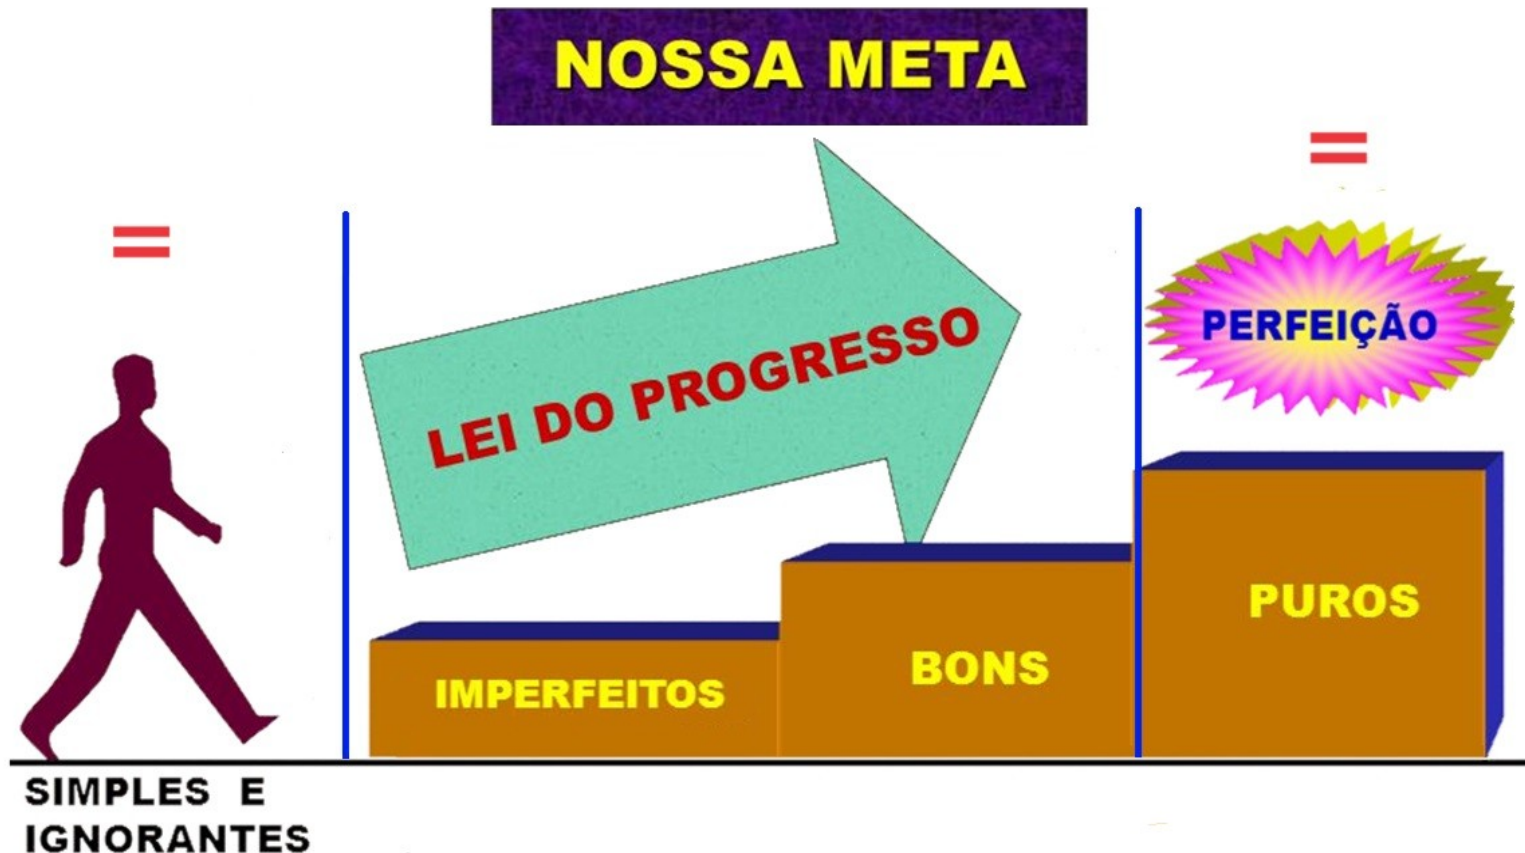 NOSSA META
=
=
PERFEIÇÃO
LEI DO PROGRESSO
PUROS
BONS
IMPERFEITOS
SIMPLES E
IGNORANTES